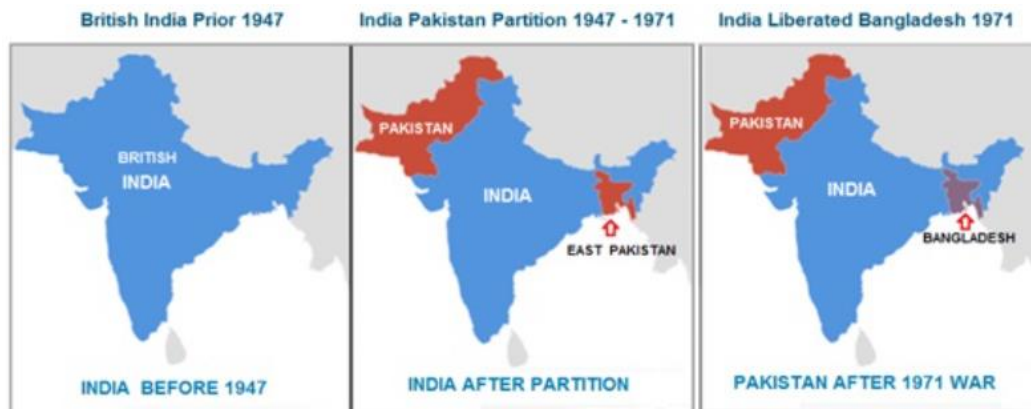 British India Prior 1947
India Pakistan Partition 1947 - 1971
India Liberated Bangladesh 1971
BRITISH
INDIA
INDIA BEFORE 1947
PAKISTAN
INDIA
EAST PAKISTAN
INDIA AFTER PARTITION
PAKISTAN
INDIA
BANGLADESH
PAKISTAN AFTER 1971 WAR